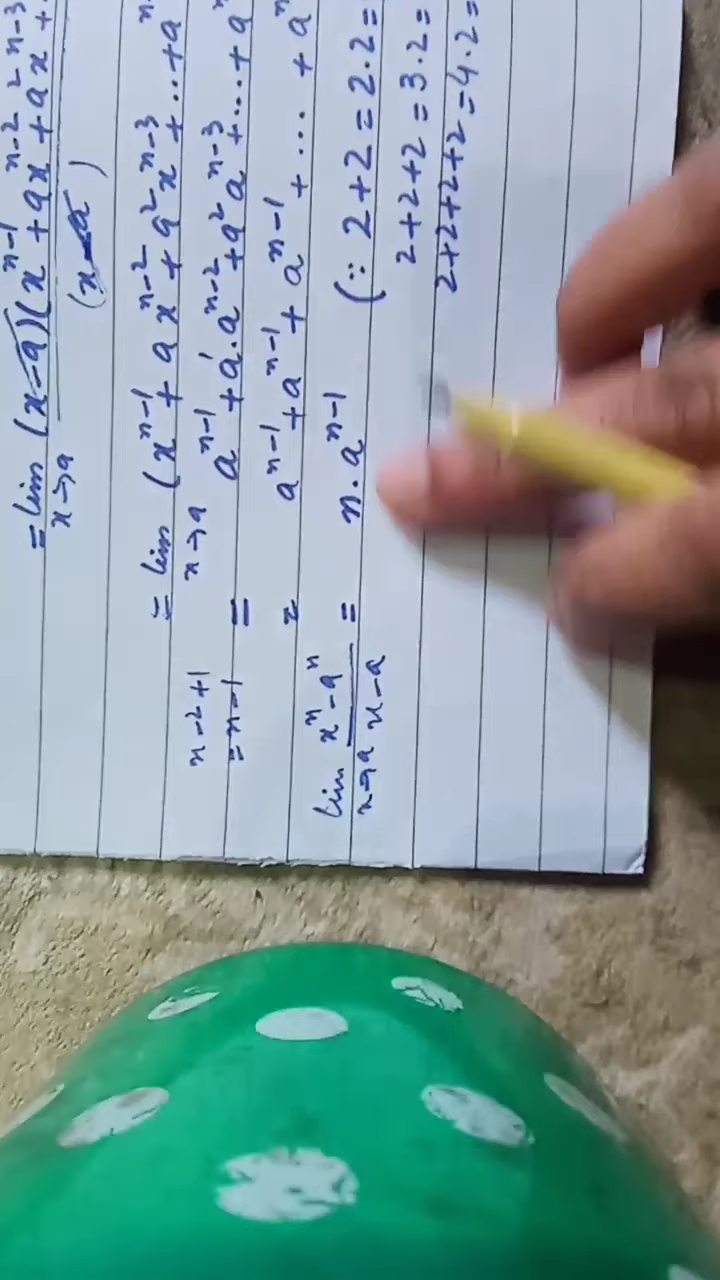 = lim (x-a)(x^{n-1} + ax^{n-2} + a^2x^{n-3} +
x→a (x-a)
= lim (x^{n-1} + ax^{n-2} + a^2x^{n-3} + ... + a
x→a
n-2+1
= n-1
= a^{n-1} + a^1.a^{n-2} + a^2a^{n-3} + ... + a
= a^{n-1} + a^{n-1} + a^{n-1} + .... + a
lim x^n - a^n = n.a^{n-1} (∵ 2+2 = 2.2 =
x→a x-a
2+2+2 = 3.2 =
2+2+2+2 = 4.2 =